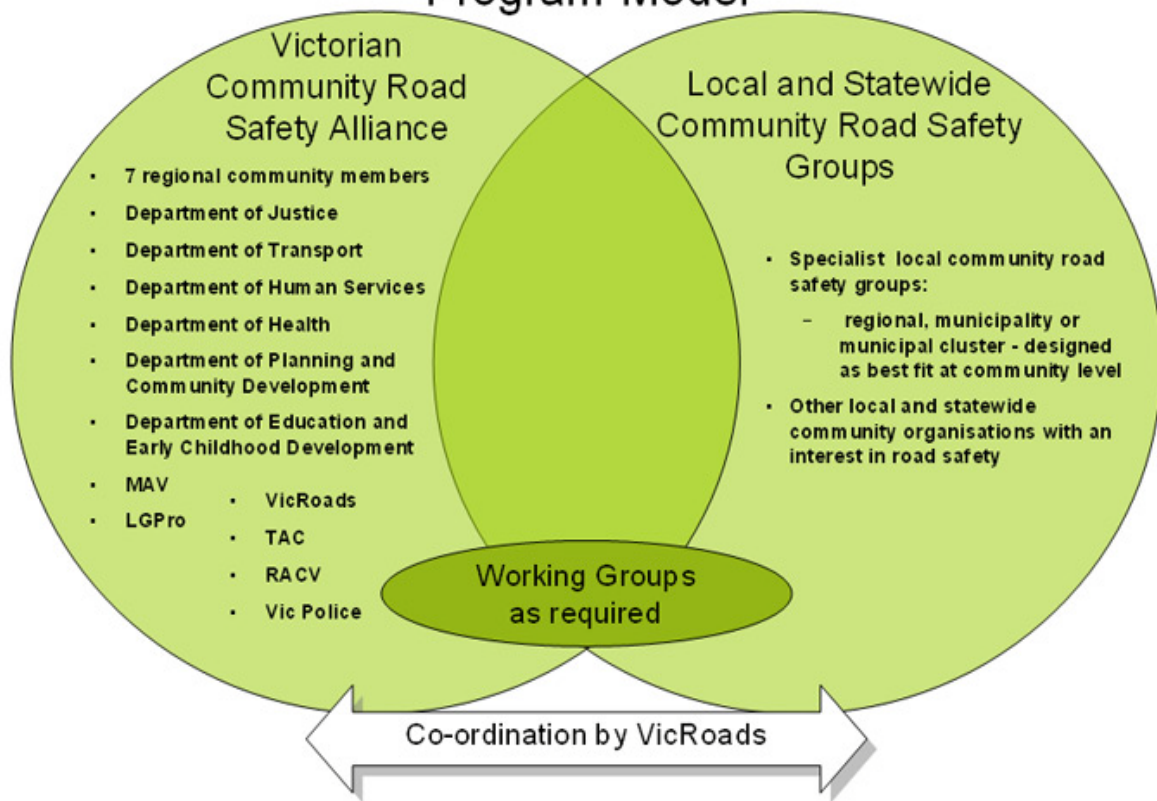 Program Model
Victorian
Community Road
Safety Alliance
▪ 7 regional community members
▪ Department of Justice
▪ Department of Transport
▪ Department of Human Services
▪ Department of Health
▪ Department of Planning and
Community Development
▪ Department of Education and
Early Childhood Development
▪ MAV
▪ LGPro
▪ VicRoads
▪ TAC
▪ RACV
▪ Vic Police
Local and Statewide
Community Road Safety
Groups
▪ Specialist local community road
safety groups:
– regional, municipality or
municipal cluster - designed
as best fit at community level
▪ Other local and statewide
community organisations with an
interest in road safety
Working Groups
as required
Co-ordination by VicRoads